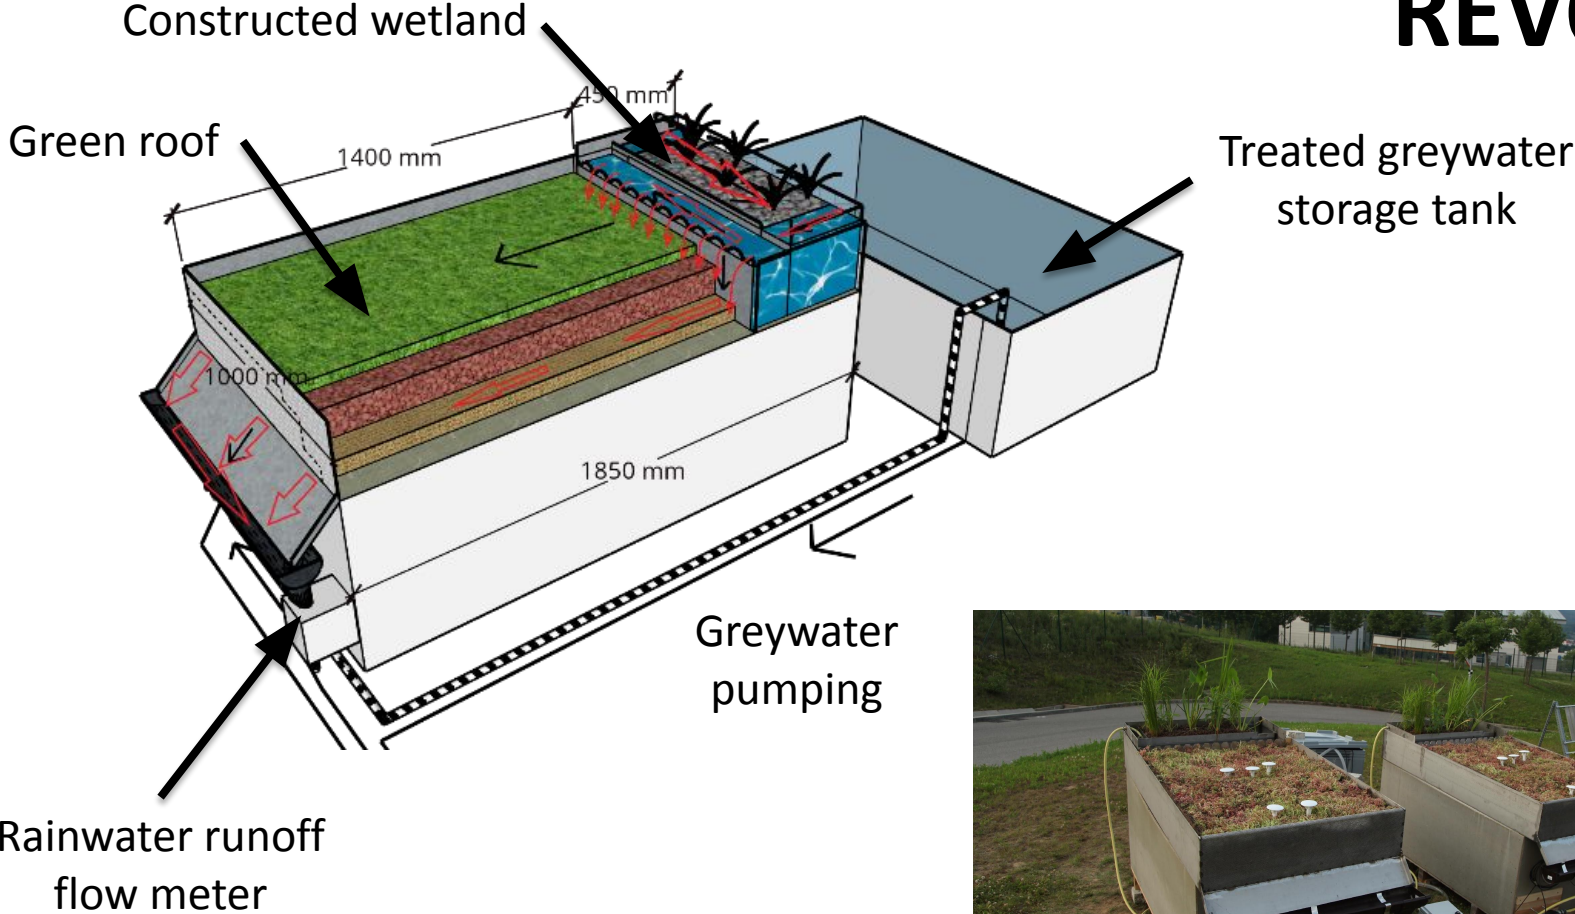 Constructed wetland
450 mm
Green roof
1400 mm
Treated greywater
storage tank
1000 mm
1850 mm
Greywater
pumping
Rainwater runoff
flow meter